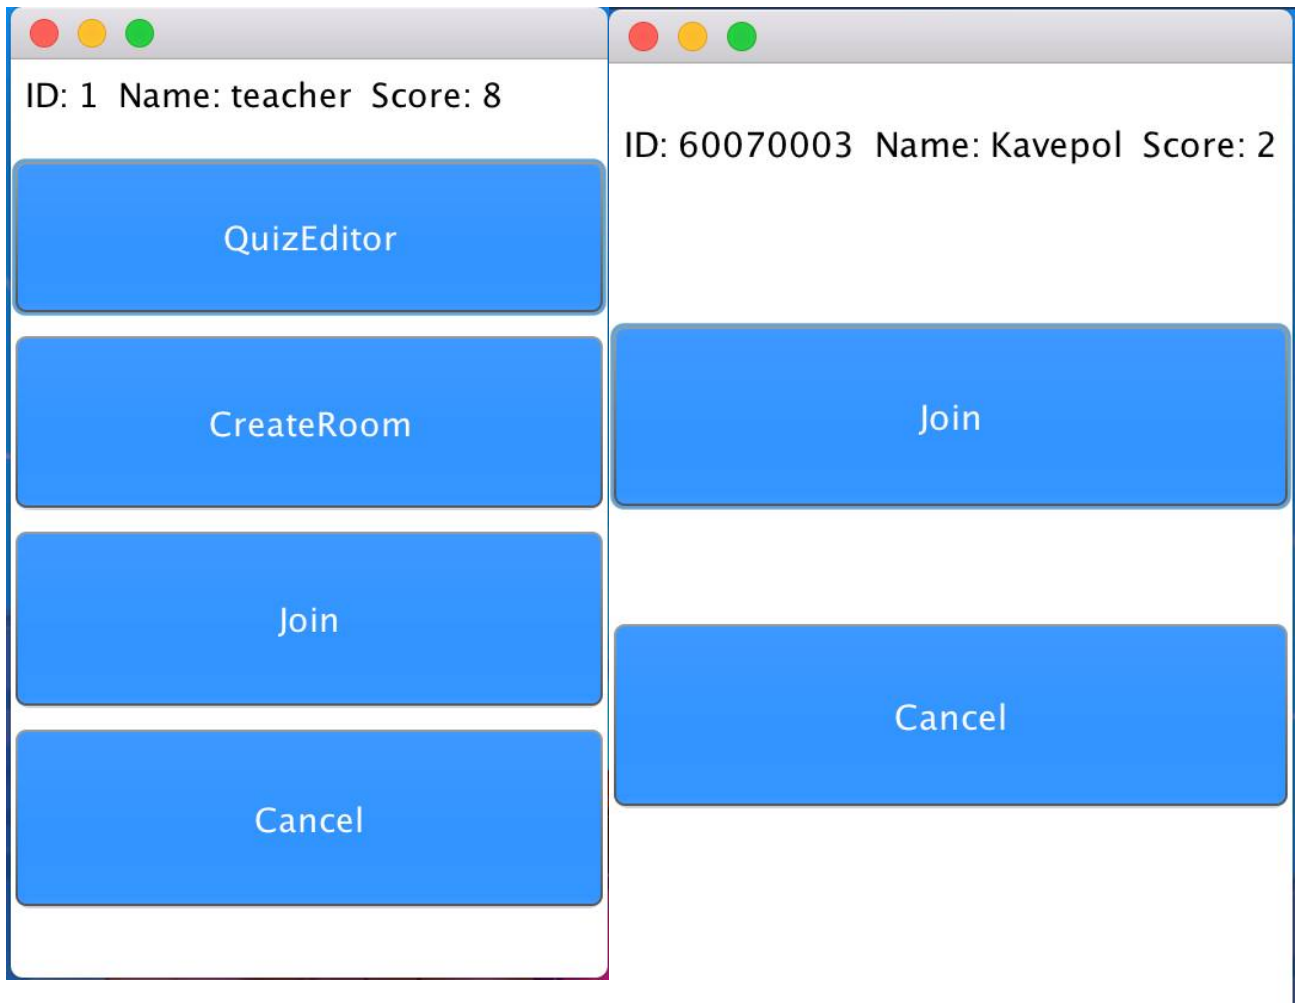 ID: 1  Name: teacher  Score: 8
QuizEditor
CreateRoom
Join
Cancel
ID: 60070003  Name: Kavepol  Score: 2
Join
Cancel